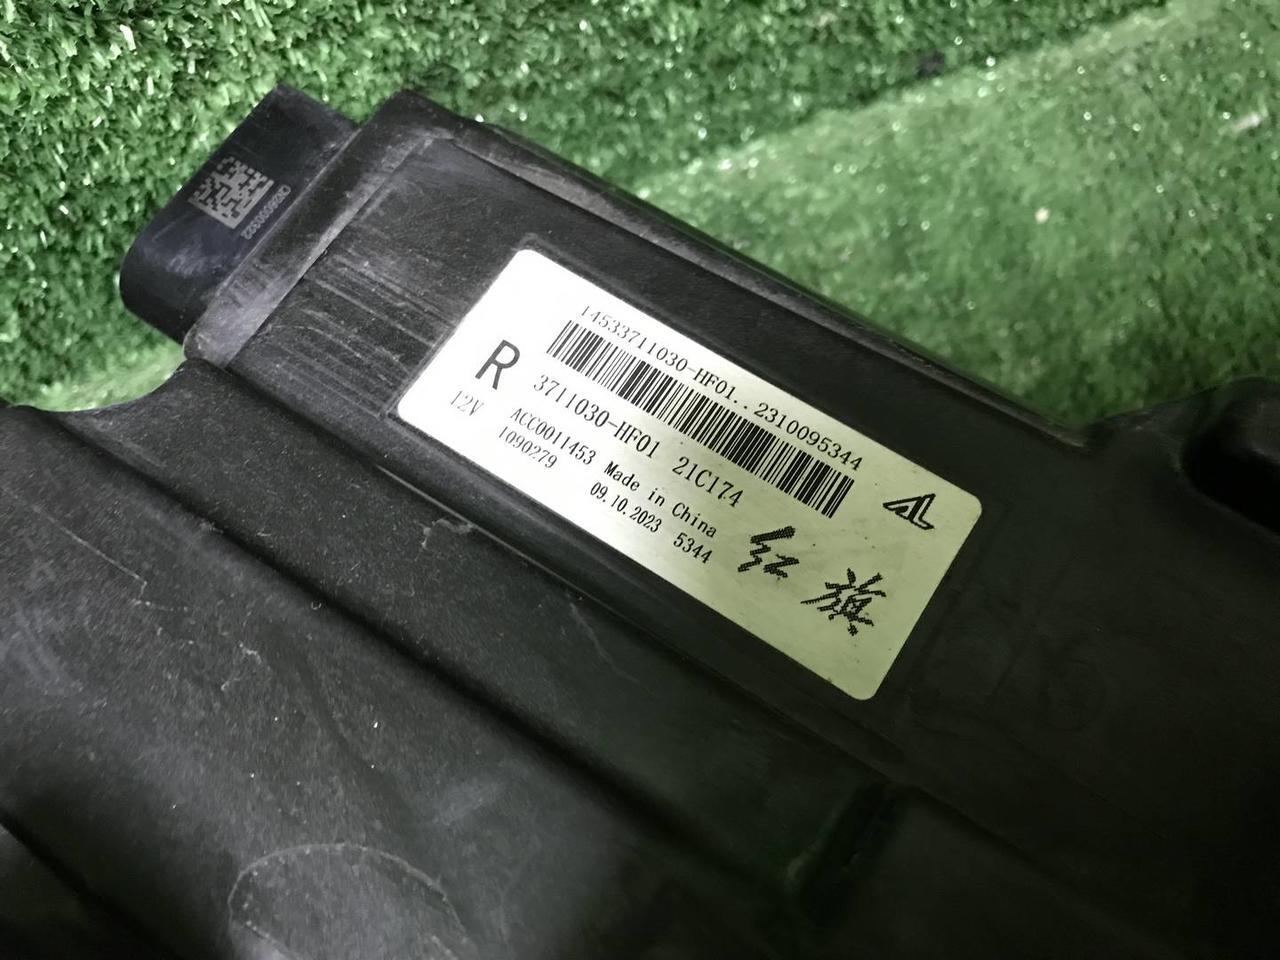 14533711030-HF01..2310095344
R
3711030-HF01 21C174
12V
ACC0011453 Made in China
1090279 09.10.2023 5344
红旗